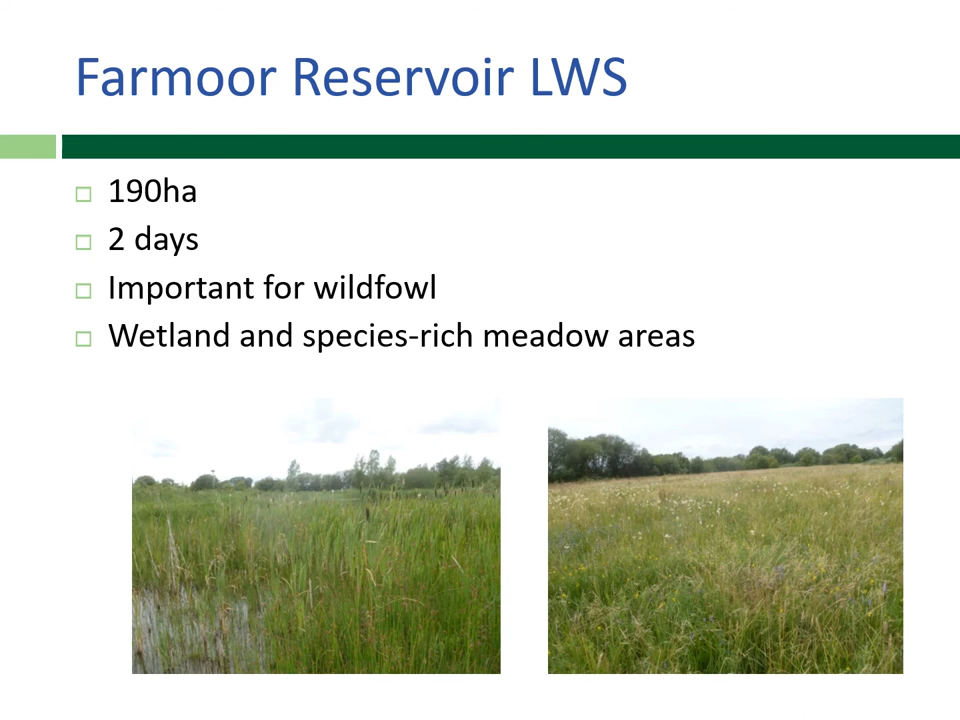 Farmoor Reservoir LWS
190ha
2 days
Important for wildfowl
Wetland and species-rich meadow areas